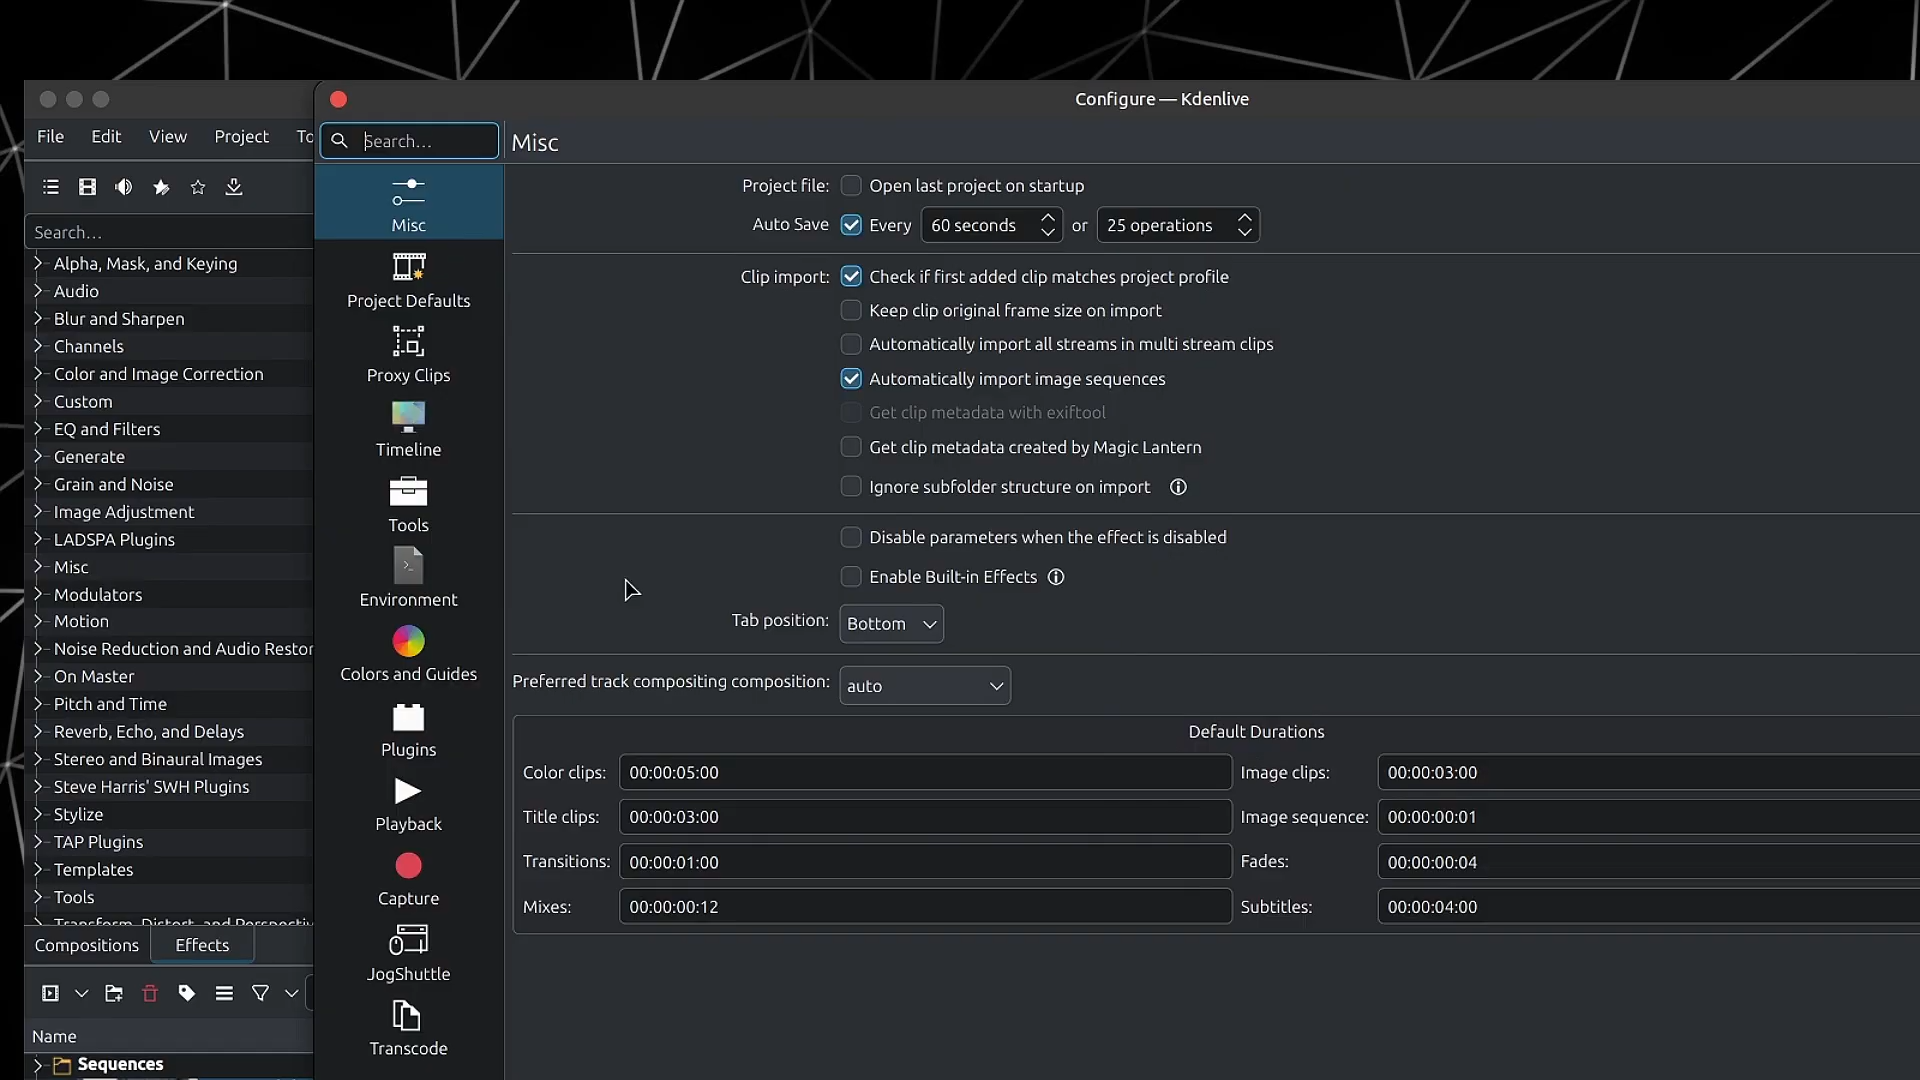 Configure — Kdenlive
File Edit View Project To
Search...
Misc
Search...
Alpha, Mask, and Keying
Audio
Blur and Sharpen
Channels
Color and Image Correction
Custom
EQ and Filters
Generate
Grain and Noise
Image Adjustment
LADSPA Plugins
Misc
Modulators
Motion
Noise Reduction and Audio Restor
On Master
Pitch and Time
Reverb, Echo, and Delays
Stereo and Binaural Images
Steve Harris' SWH Plugins
Stylize
TAP Plugins
Templates
Tools
Transform, Distort, and Perspectiv
Compositions Effects
Name
Sequences
Misc
Project Defaults
Proxy Clips
Timeline
Tools
Environment
Colors and Guides
Plugins
Playback
Capture
JogShuttle
Transcode
Project file: Open last project on startup
Auto Save Every 60 seconds or 25 operations
Clip import: Check if first added clip matches project profile
Keep clip original frame size on import
Automatically import all streams in multi stream clips
Automatically import image sequences
Get clip metadata with exiftool
Get clip metadata created by Magic Lantern
Ignore subfolder structure on import
Disable parameters when the effect is disabled
Enable Built-in Effects
Tab position: Bottom
Preferred track compositing composition: auto
Default Durations
Color clips: 00:00:05:00 Image clips: 00:00:03:00
Title clips: 00:00:03:00 Image sequence: 00:00:00:01
Transitions: 00:00:01:00 Fades: 00:00:00:04
Mixes: 00:00:00:12 Subtitles: 00:00:04:00